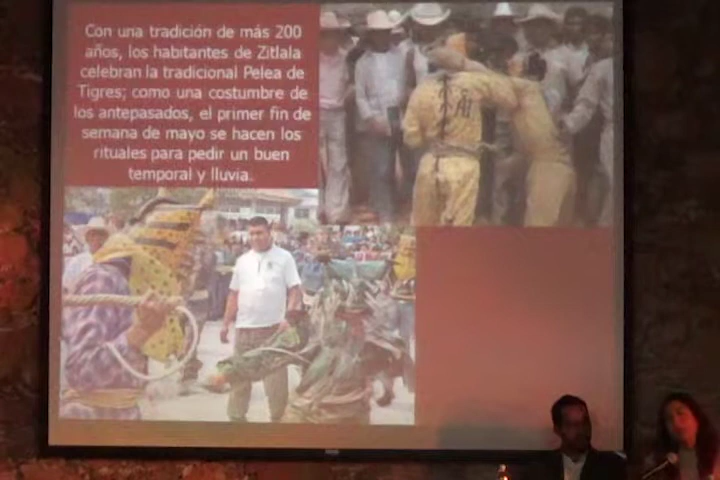 Con una tradición de más 200
años, los habitantes de Zitlala
celebran la tradicional Pelea de
Tigres; como una costumbre de
los antepasados, el primer fin de
semana de mayo se hacen los
rituales para pedir un buen
temporal y lluvia.